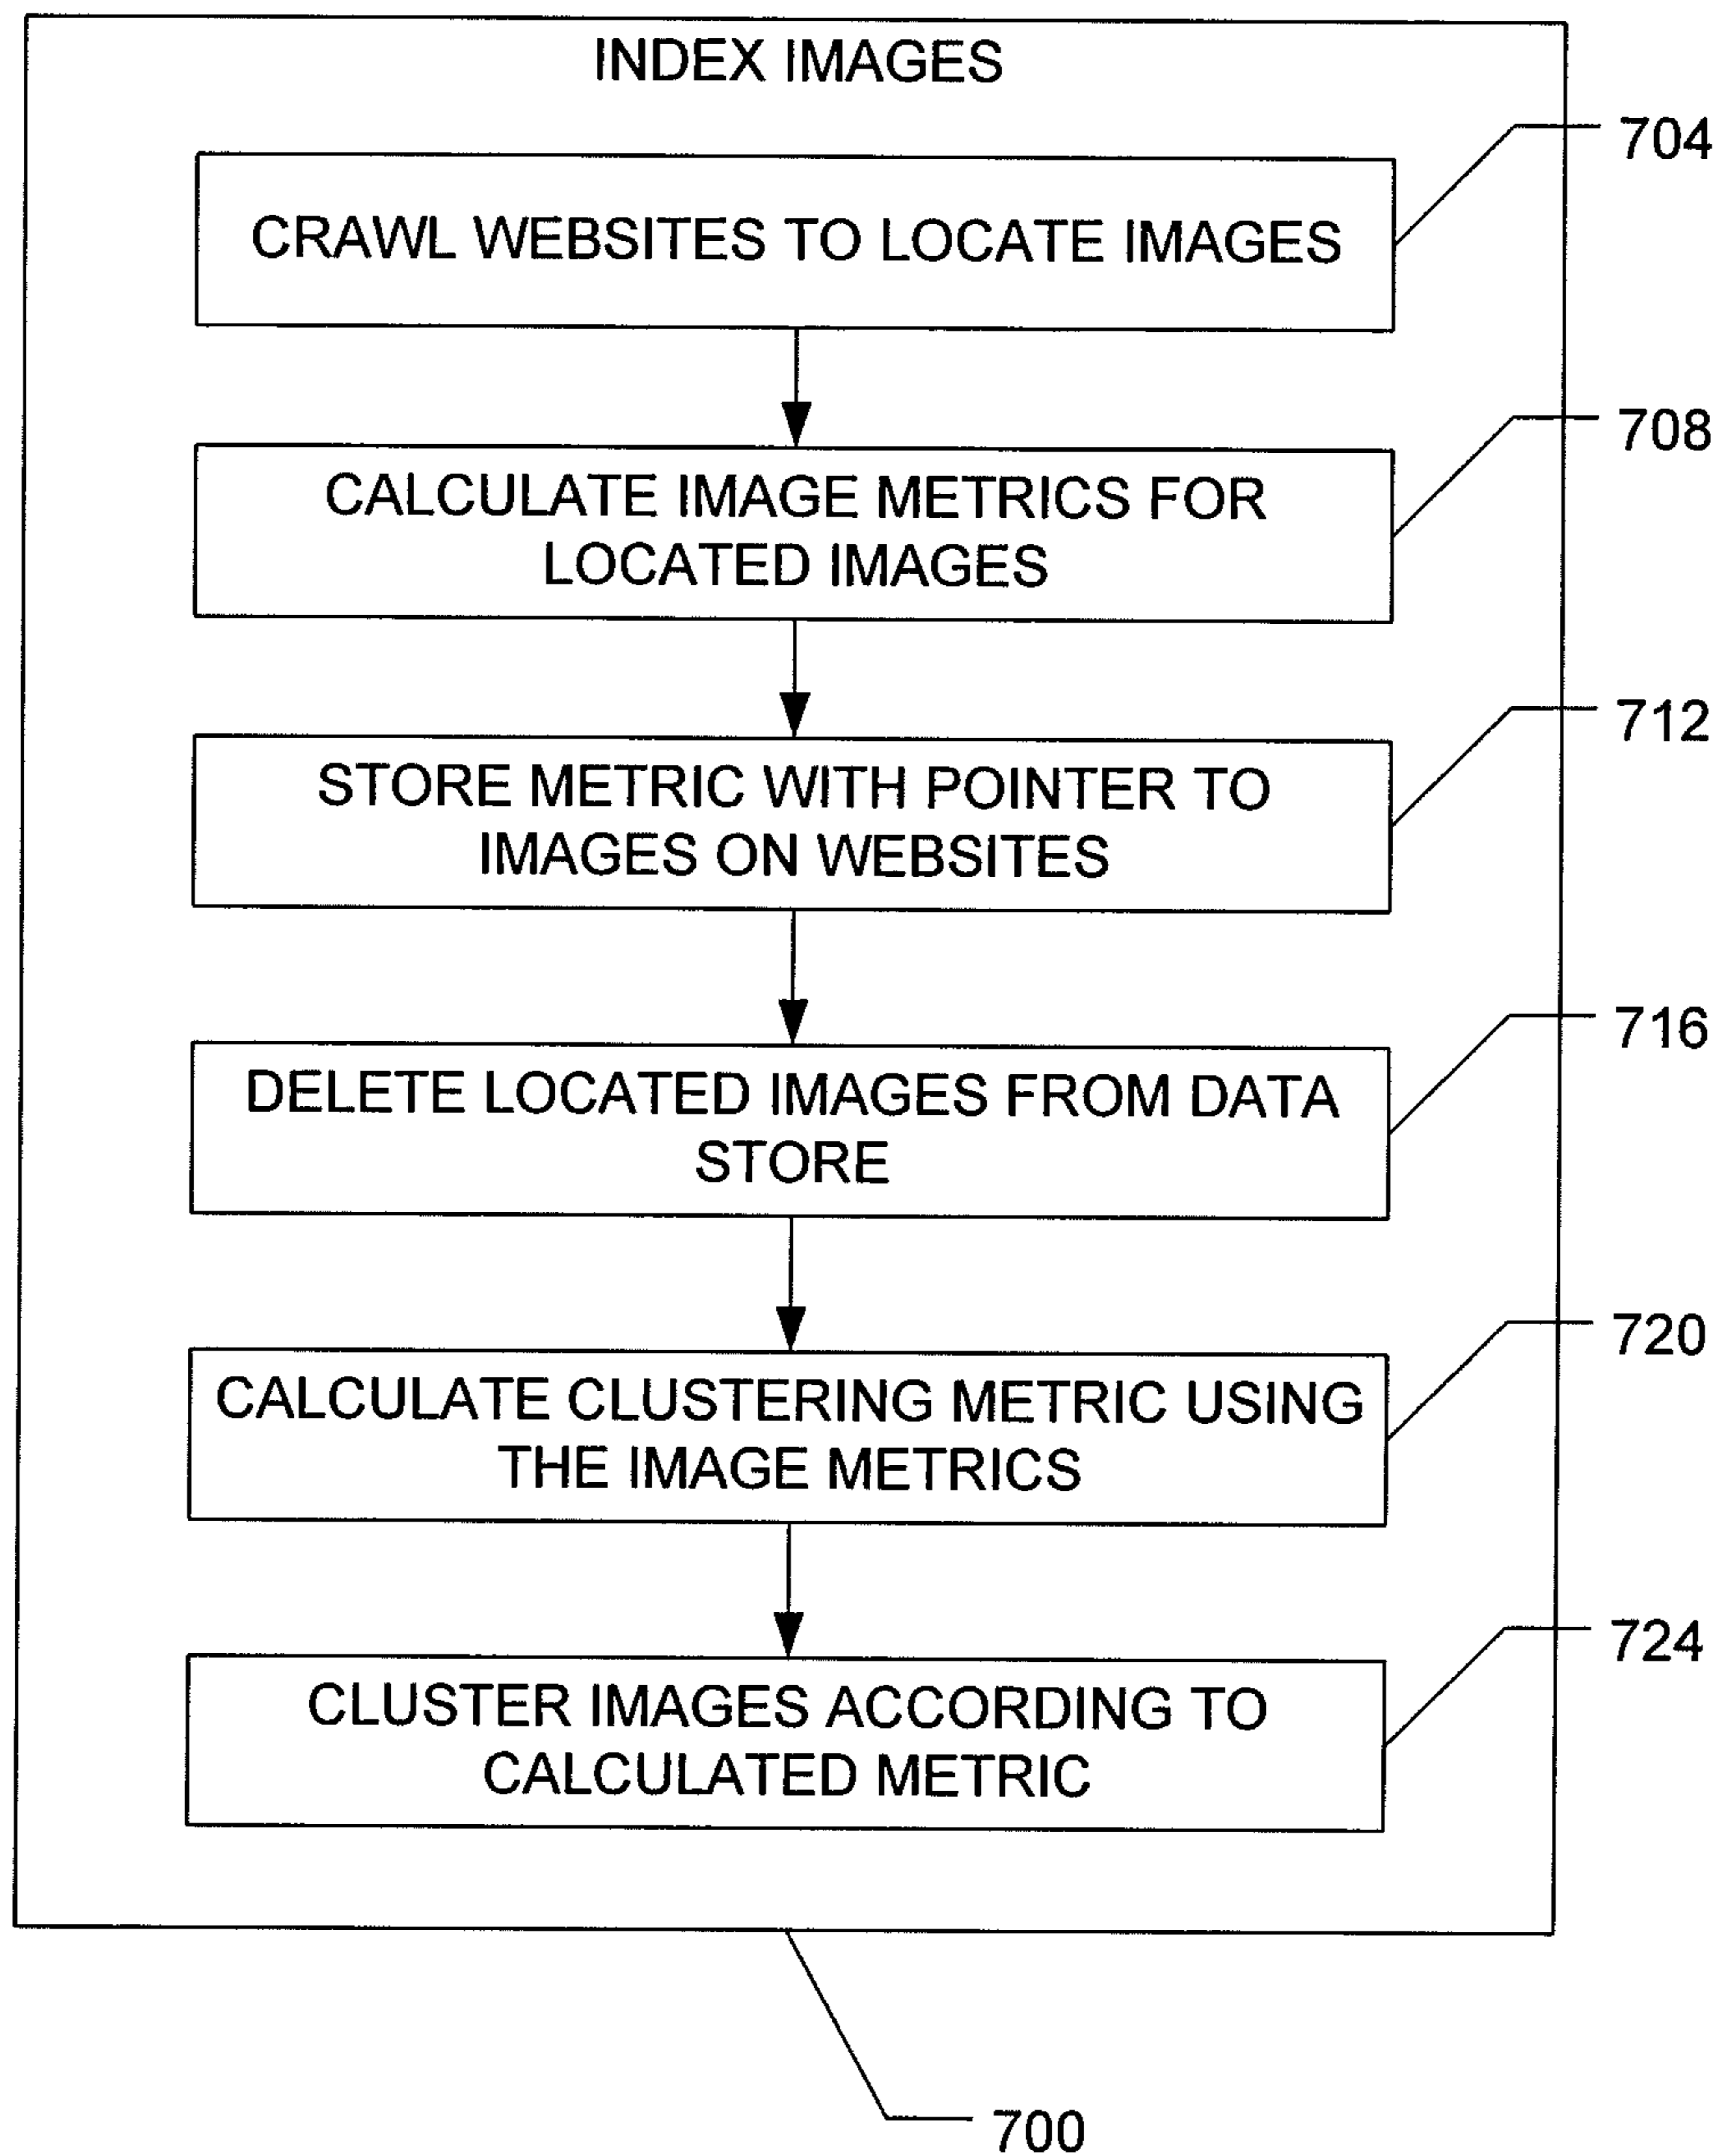 INDEX IMAGES
704
CRAWL WEBSITES TO LOCATE IMAGES
708
CALCULATE IMAGE METRICS FOR
LOCATED IMAGES
712
STORE METRIC WITH POINTER TO
IMAGES ON WEBSITES
716
DELETE LOCATED IMAGES FROM DATA
STORE
720
CALCULATE CLUSTERING METRIC USING
THE IMAGE METRICS
724
CLUSTER IMAGES ACCORDING TO
CALCULATED METRIC
700